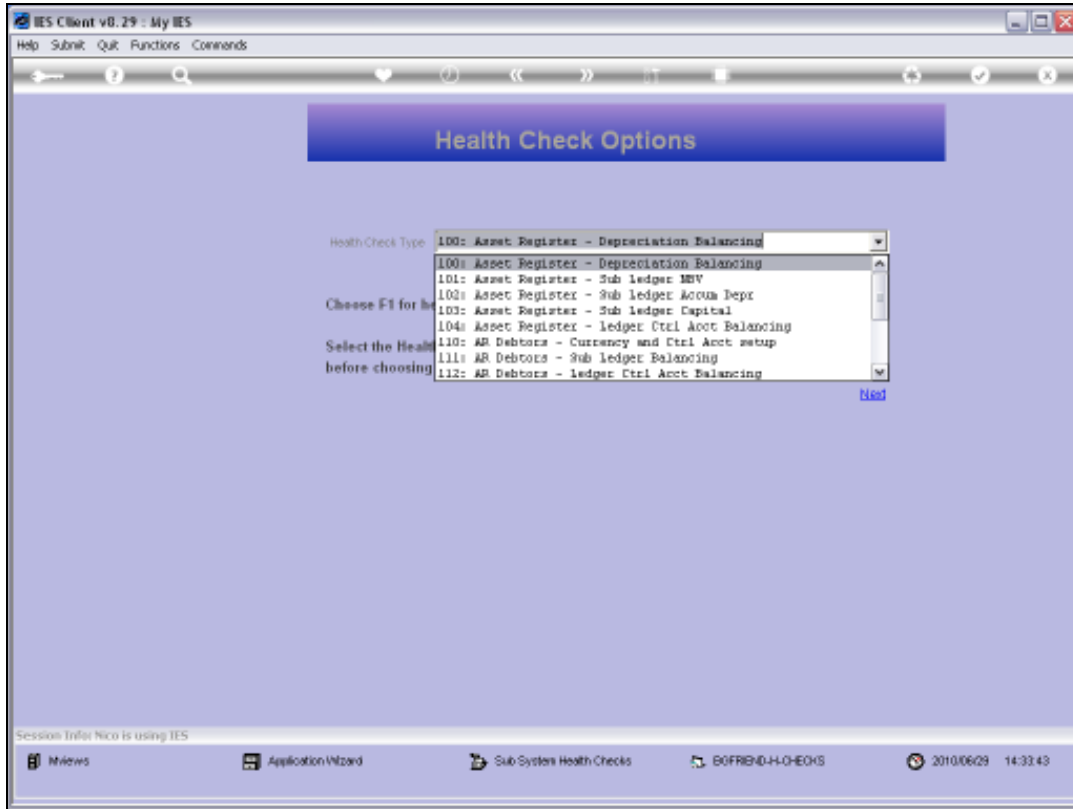 IES Client v8.29 : My IES
Help Submit Quit Functions Commands
Health Check Options
Health Check Type 100: Asset Register - Depreciation Balancing
100: Asset Register - Depreciation Balancing
101: Asset Register - Sub ledger NBV
102: Asset Register - Sub ledger Accum Depr
103: Asset Register - Sub ledger Capital
104: Asset Register - ledger Ctrl Acct Balancing
110: AR Debtors - Currency and Ctrl Acct setup
111: AR Debtors - Sub ledger Balancing
112: AR Debtors - ledger Ctrl Acct Balancing
Choose F1 for
Select the
before choosing
Next
Session Info: Nico is using IES
Mviews Application Wizard Sub System Health Checks BGFRIEND-H-CHECKS 2010/06/29 14:33:43